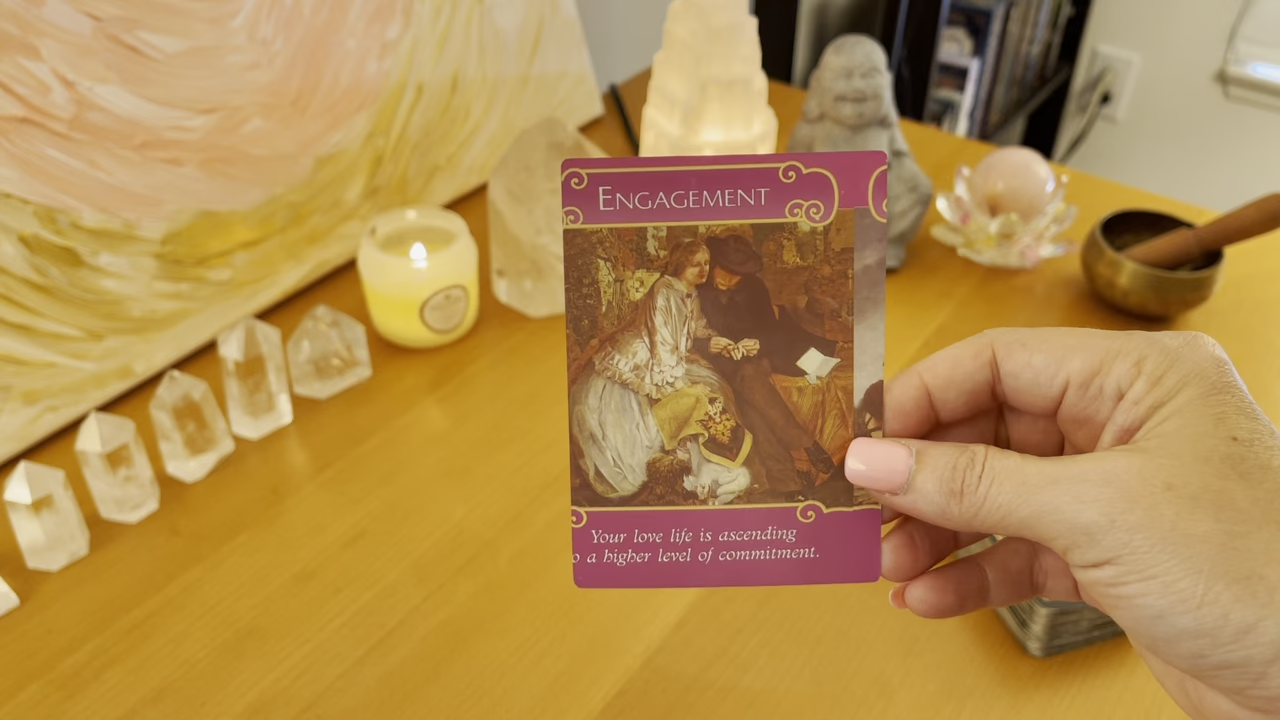 ENGAGEMENT
Your love life is ascending
o a higher level of commitment.